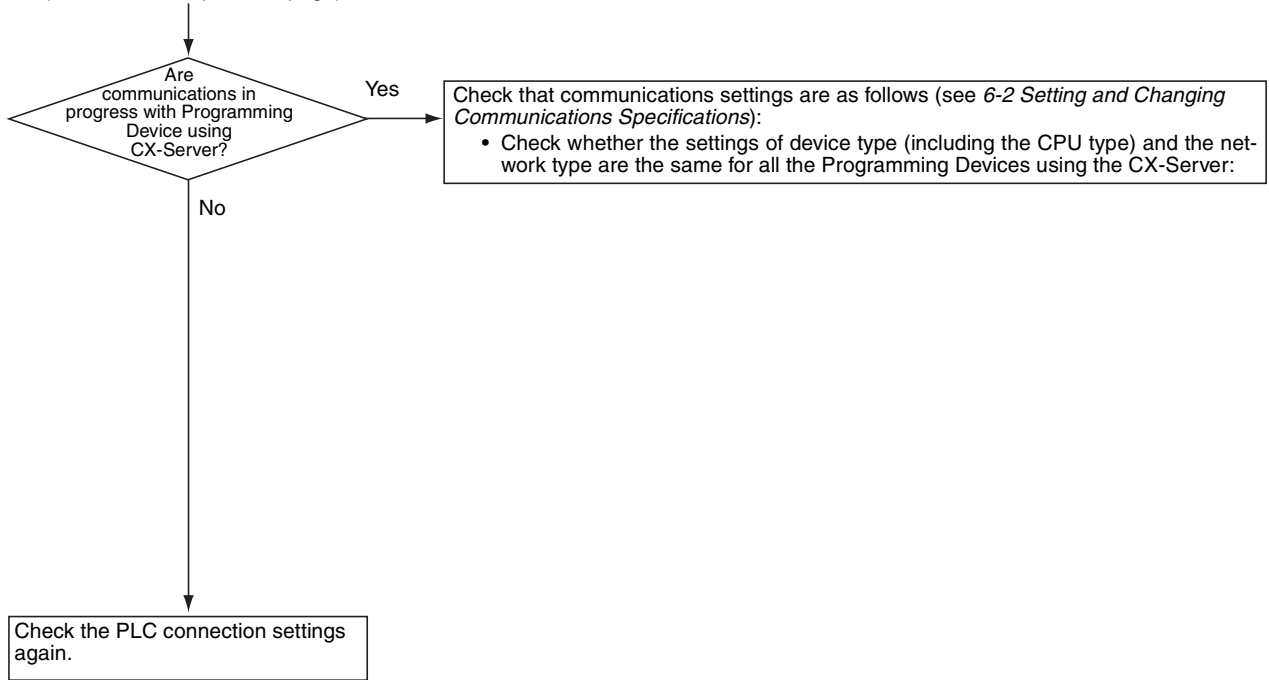 Are
communications in
progress with Programming
Device using
CX-Server?
Yes
Check that communications settings are as follows (see 6-2 Setting and Changing
Communications Specifications):
• Check whether the settings of device type (including the CPU type) and the net-
work type are the same for all the Programming Devices using the CX-Server:
No
Check the PLC connection settings
again.